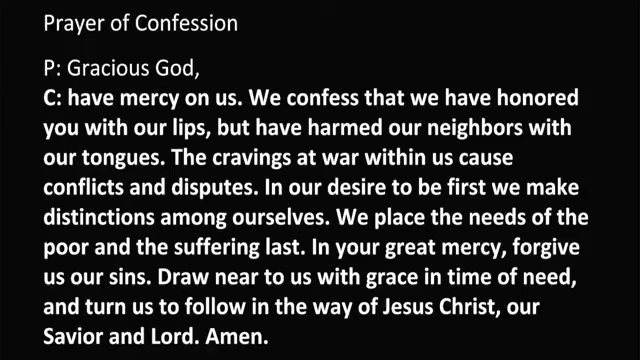 Prayer of Confession
P: Gracious God,
C: have mercy on us. We confess that we have honored
you with our lips, but have harmed our neighbors with
our tongues. The cravings at war within us cause
conflicts and disputes. In our desire to be first we make
distinctions among ourselves. We place the needs of the
poor and the suffering last. In your great mercy, forgive
us our sins. Draw near to us with grace in time of need,
and turn us to follow in the way of Jesus Christ, our
Savior and Lord. Amen.